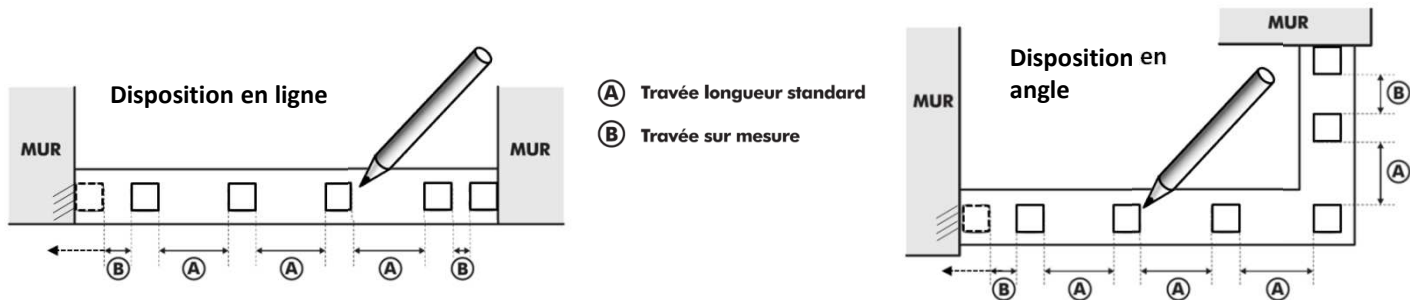 Disposition en ligne
MUR
MUR
B
A
A
A
B
A Travée longueur standard
B Travée sur mesure
MUR
Disposition en
angle
MUR
B
A
B
A
A
A